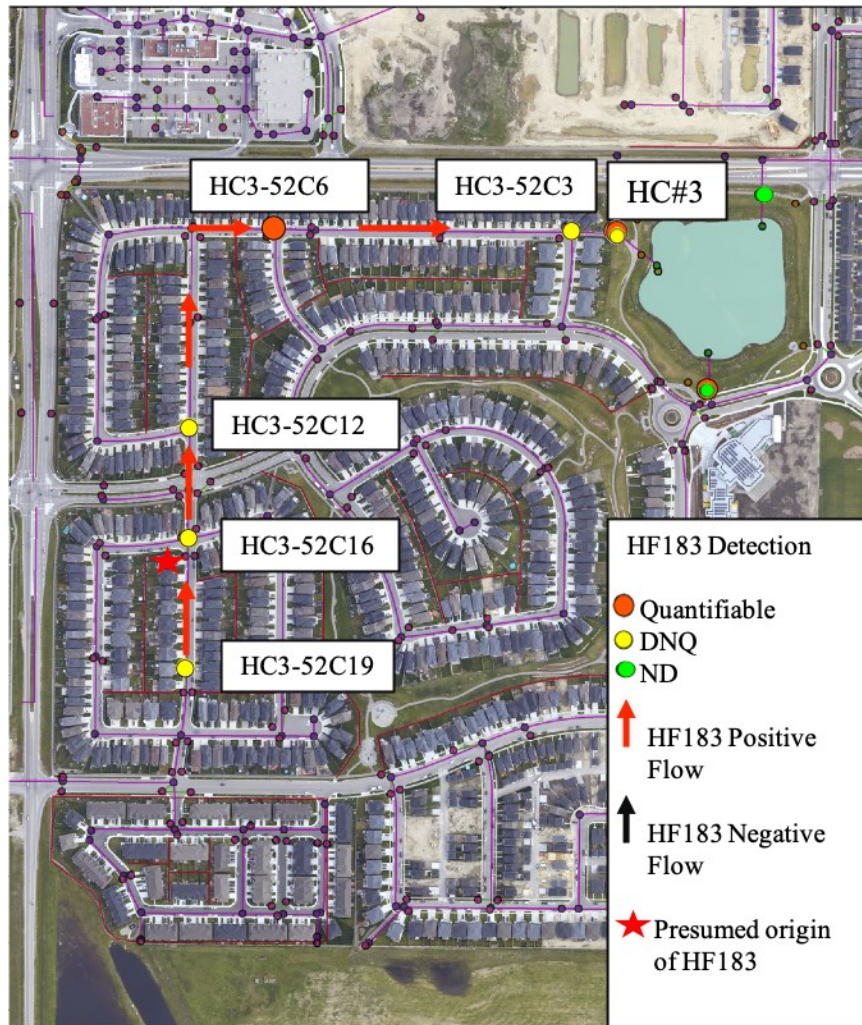 HC3-52C6
HC3-52C3
HC#3
HC3-52C12
HC3-52C16
HC3-52C19
HF183 Detection
Quantifiable
DNQ
ND
HF183 Positive
Flow
HF183 Negative
Flow
Presumed origin
of HF183